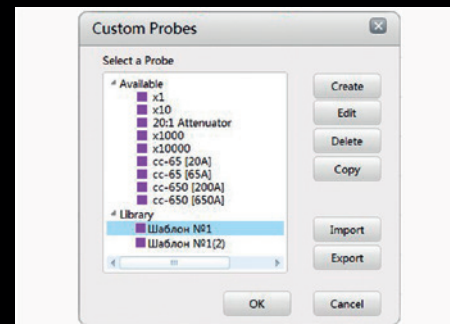 Custom Probes
Select a Probe
Available
x1
x10
20:1 Attenuator
x1000
x10000
cc-65 [20A]
cc-65 [65A]
cc-650 [200A]
cc-650 [650A]
Library
Шаблон №1
Шаблон №1(2)
Create
Edit
Delete
Copy
Import
Export
OK
Cancel